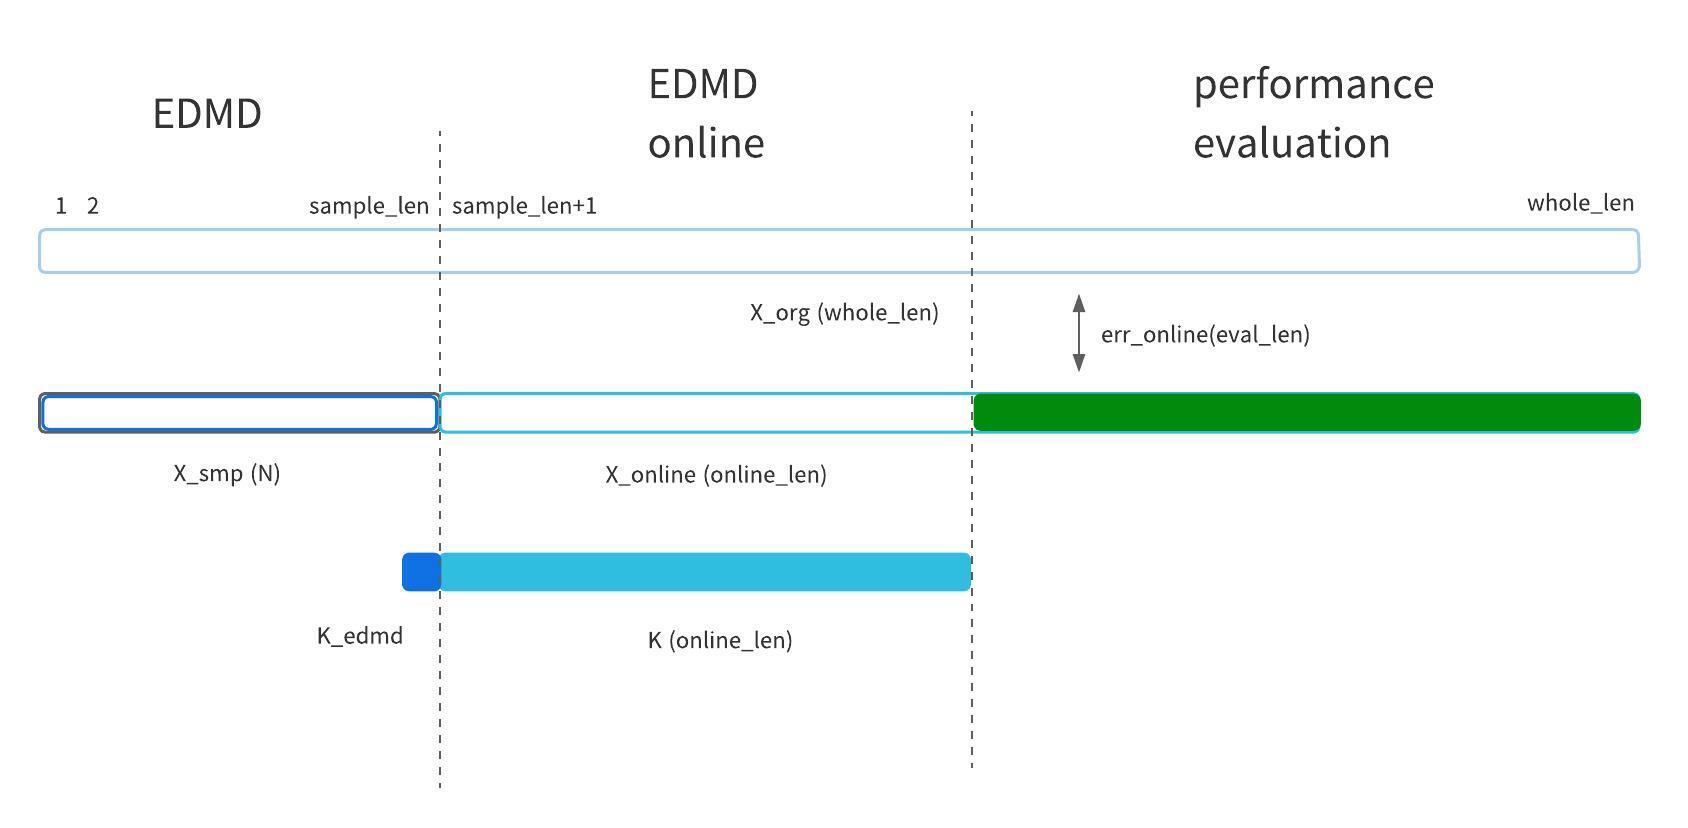 EDMD
EDMD
online
performance
evaluation
1 2
sample_len
sample_len+1
whole_len
X_org (whole_len)
err_online(eval_len)
X_smp (N)
X_online (online_len)
K_edmd
K (online_len)